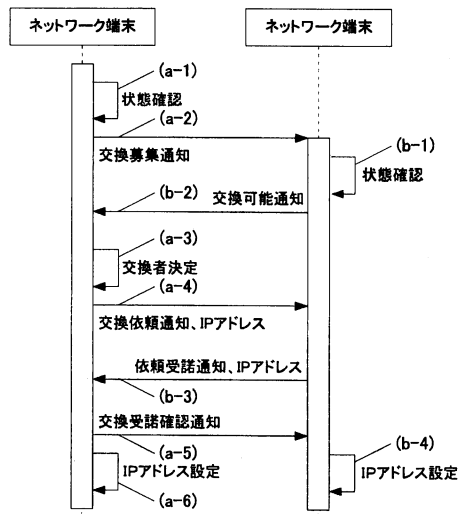 ネットワーク端末
ネットワーク端末
(a-1)
状態確認
(a-2)
交換募集通知
(b-1)
状態確認
(b-2)
交換可能通知
(a-3)
交換者決定
(a-4)
交換依頼通知、IPアドレス
依頼受諾通知、IPアドレス
(b-3)
交換受諾確認通知
(a-5)
(b-4)
IPアドレス設定
IPアドレス設定
(a-6)